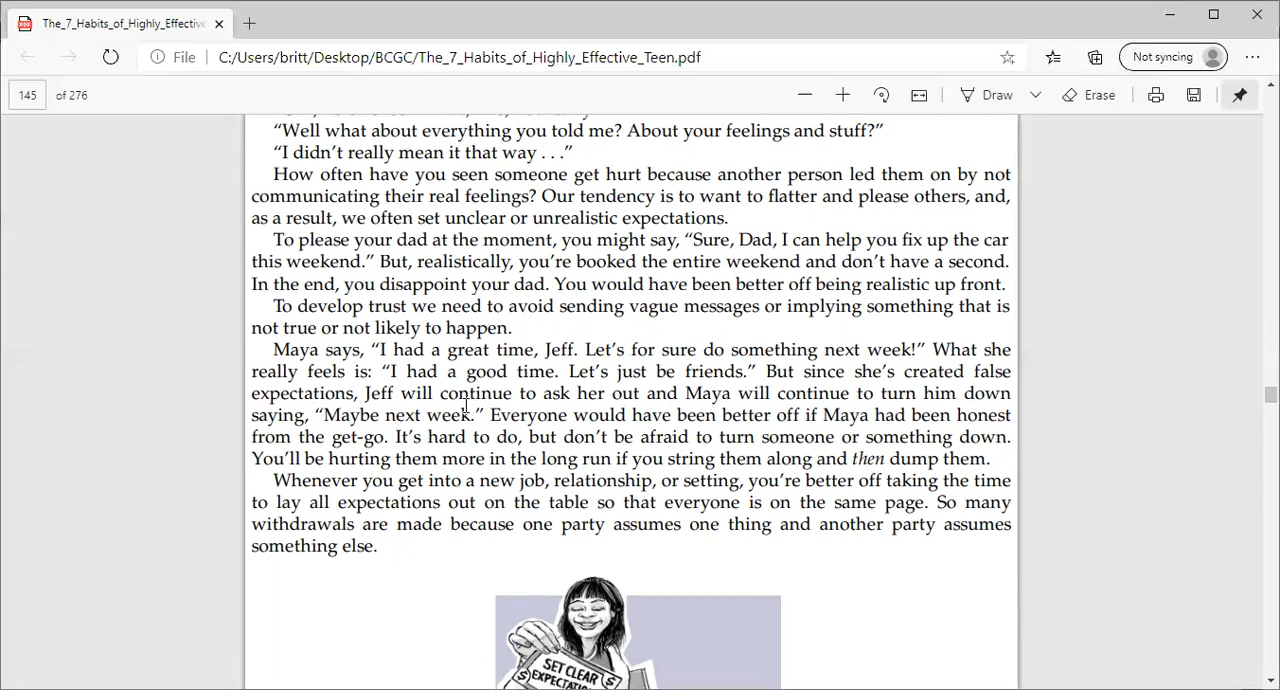 The_7_Habits_of_Highly_Effectiv
File
C:/Users/britt/Desktop/BCGC/The_7_Habits_of_Highly_Effective_Teen.pdf
Not syncing
145 of 276
Draw
Erase
“Well what about everything you told me? About your feelings and stuff?”
“I didn’t really mean it that way . . .”
How often have you seen someone get hurt because another person led them on by not
communicating their real feelings? Our tendency is to want to flatter and please others, and,
as a result, we often set unclear or unrealistic expectations.
To please your dad at the moment, you might say, “Sure, Dad, I can help you fix up the car
this weekend.” But, realistically, you’re booked the entire weekend and don’t have a second.
In the end, you disappoint your dad. You would have been better off being realistic up front.
To develop trust we need to avoid sending vague messages or implying something that is
not true or not likely to happen.
Maya says, “I had a great time, Jeff. Let’s for sure do something next week!” What she
really feels is: “I had a good time. Let’s just be friends.” But since she’s created false
expectations, Jeff will continue to ask her out and Maya will continue to turn him down
saying, “Maybe next week.” Everyone would have been better off if Maya had been honest
from the get-go. It’s hard to do, but don’t be afraid to turn someone or something down.
You’ll be hurting them more in the long run if you string them along and then dump them.
Whenever you get into a new job, relationship, or setting, you’re better off taking the time
to lay all expectations out on the table so that everyone is on the same page. So many
withdrawals are made because one party assumes one thing and another party assumes
something else.
SET CLEAR